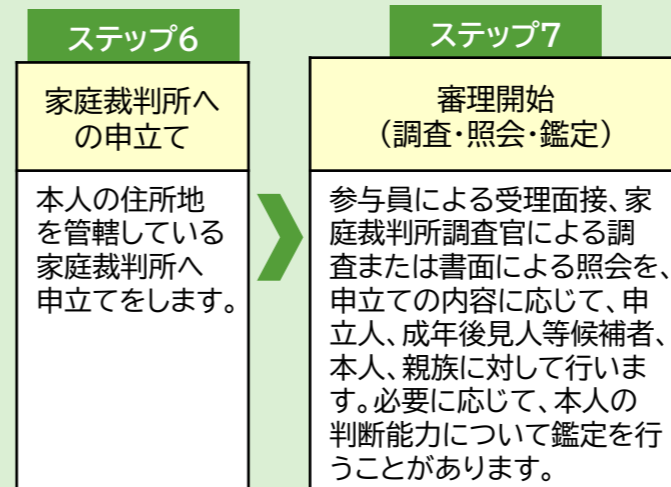 ステップ6
家庭裁判所へ
の申立て
本人の住所地
を管轄している
家庭裁判所へ
申立てをします。
ステップ7
審理開始
（調査・照会・鑑定）
参与員による受理面接、家
庭裁判所調査官による調
査または書面による照会を、
申立ての内容に応じて、申
立人、成年後見人等候補者、
本人、親族に対して行いま
す。必要に応じて、本人の
判断能力について鑑定を行
うことがあります。